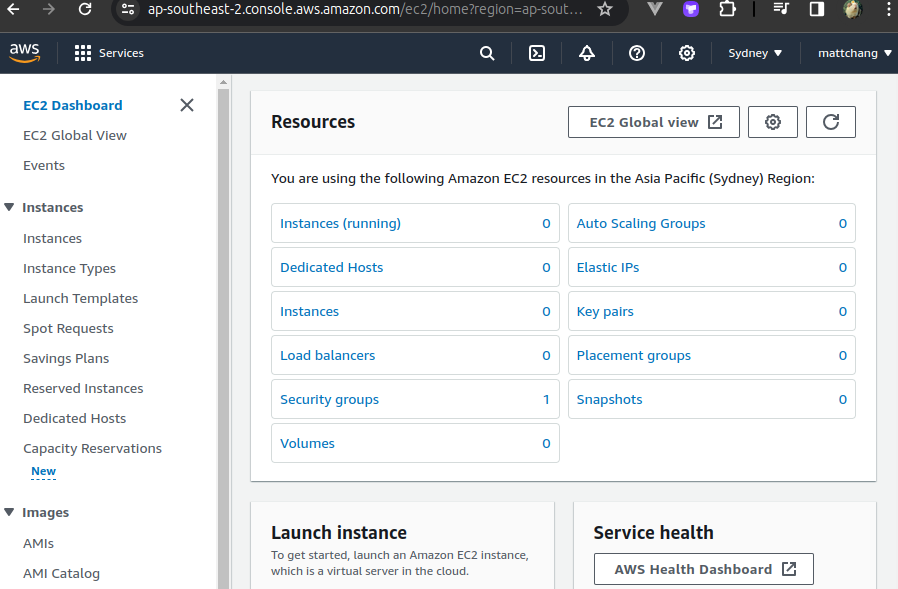 ap-southeast-2.console.aws.amazon.com/ec2/home?region=ap-sout...
aws
Services
Sydney
mattchang
EC2 Dashboard
EC2 Global View
Events
Instances
Instances
Instance Types
Launch Templates
Spot Requests
Savings Plans
Reserved Instances
Dedicated Hosts
Capacity Reservations
New
Images
AMIs
AMI Catalog
Resources
EC2 Global view
You are using the following Amazon EC2 resources in the Asia Pacific (Sydney) Region:
Instances (running) 0
Auto Scaling Groups 0
Dedicated Hosts 0
Elastic IPs 0
Instances 0
Key pairs 0
Load balancers 0
Placement groups 0
Security groups 1
Snapshots 0
Volumes 0
Launch instance
To get started, launch an Amazon EC2 instance,
which is a virtual server in the cloud.
Service health
AWS Health Dashboard